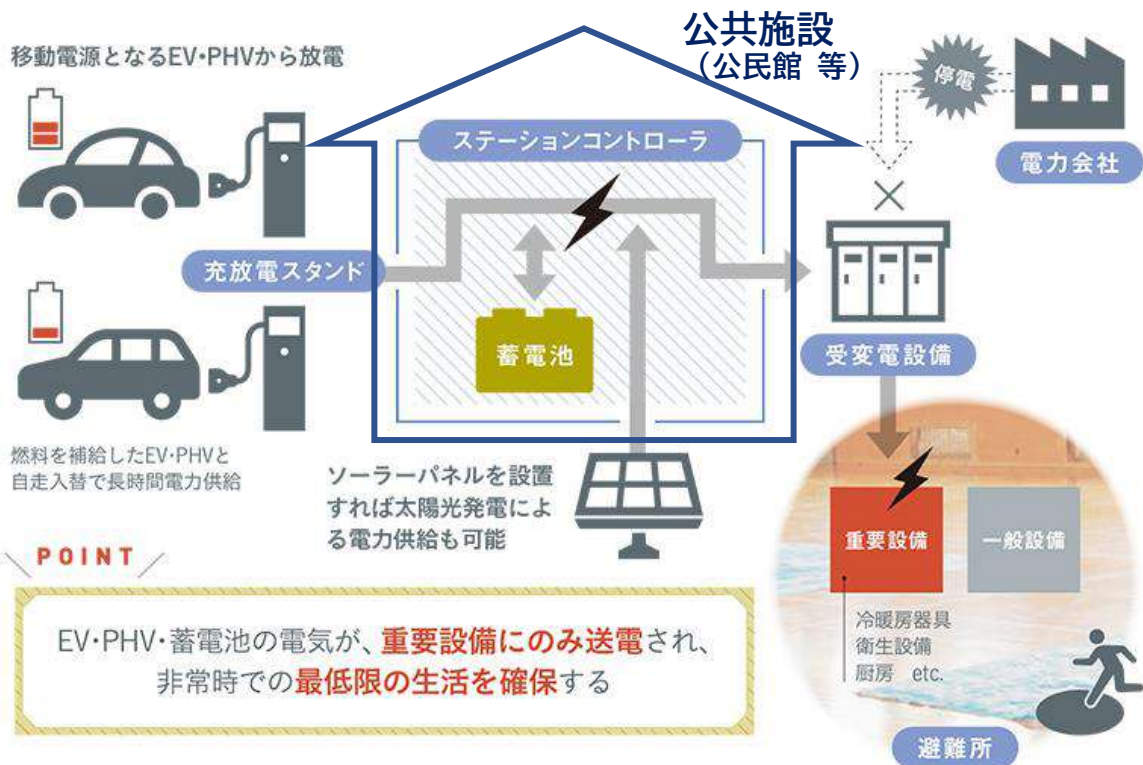 公共施設
（公民館 等）
移動電源となるEV･PHVから放電
停電
電力会社
ステーションコントローラ
充放電スタンド
蓄電池
受変電設備
燃料を補給したEV･PHVと
自走入替で長時間電力供給
ソーラーパネルを設置
すれば太陽光発電によ
る電力供給も可能
重要設備
一般設備
冷暖房器具
衛生設備
厨房 etc.
避難所
POINT
EV･PHV･蓄電池の電気が、重要設備にのみ送電され、
非常時での最低限の生活を確保する